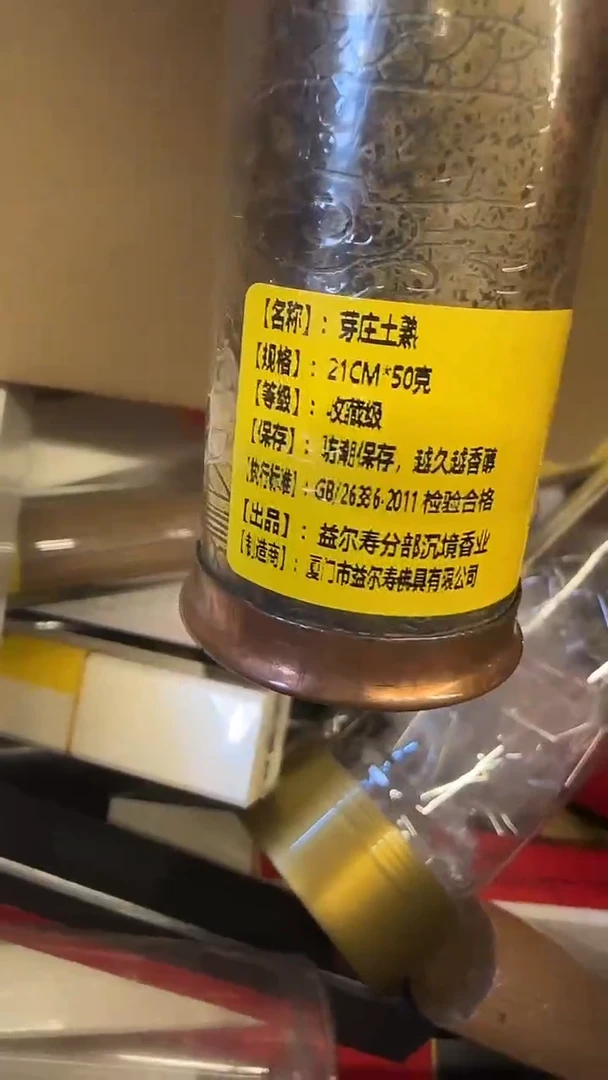 【名称】：芽庄土熏
【规格】：21CM*50克
【等级】：收藏级
【保存】：防潮保存，越久越香醇
【执行标准】：GB/26386-2011 检验合格
【出品】：益尔寿分部沉境香业
【制造商】：厦门市益尔寿佛具有限公司